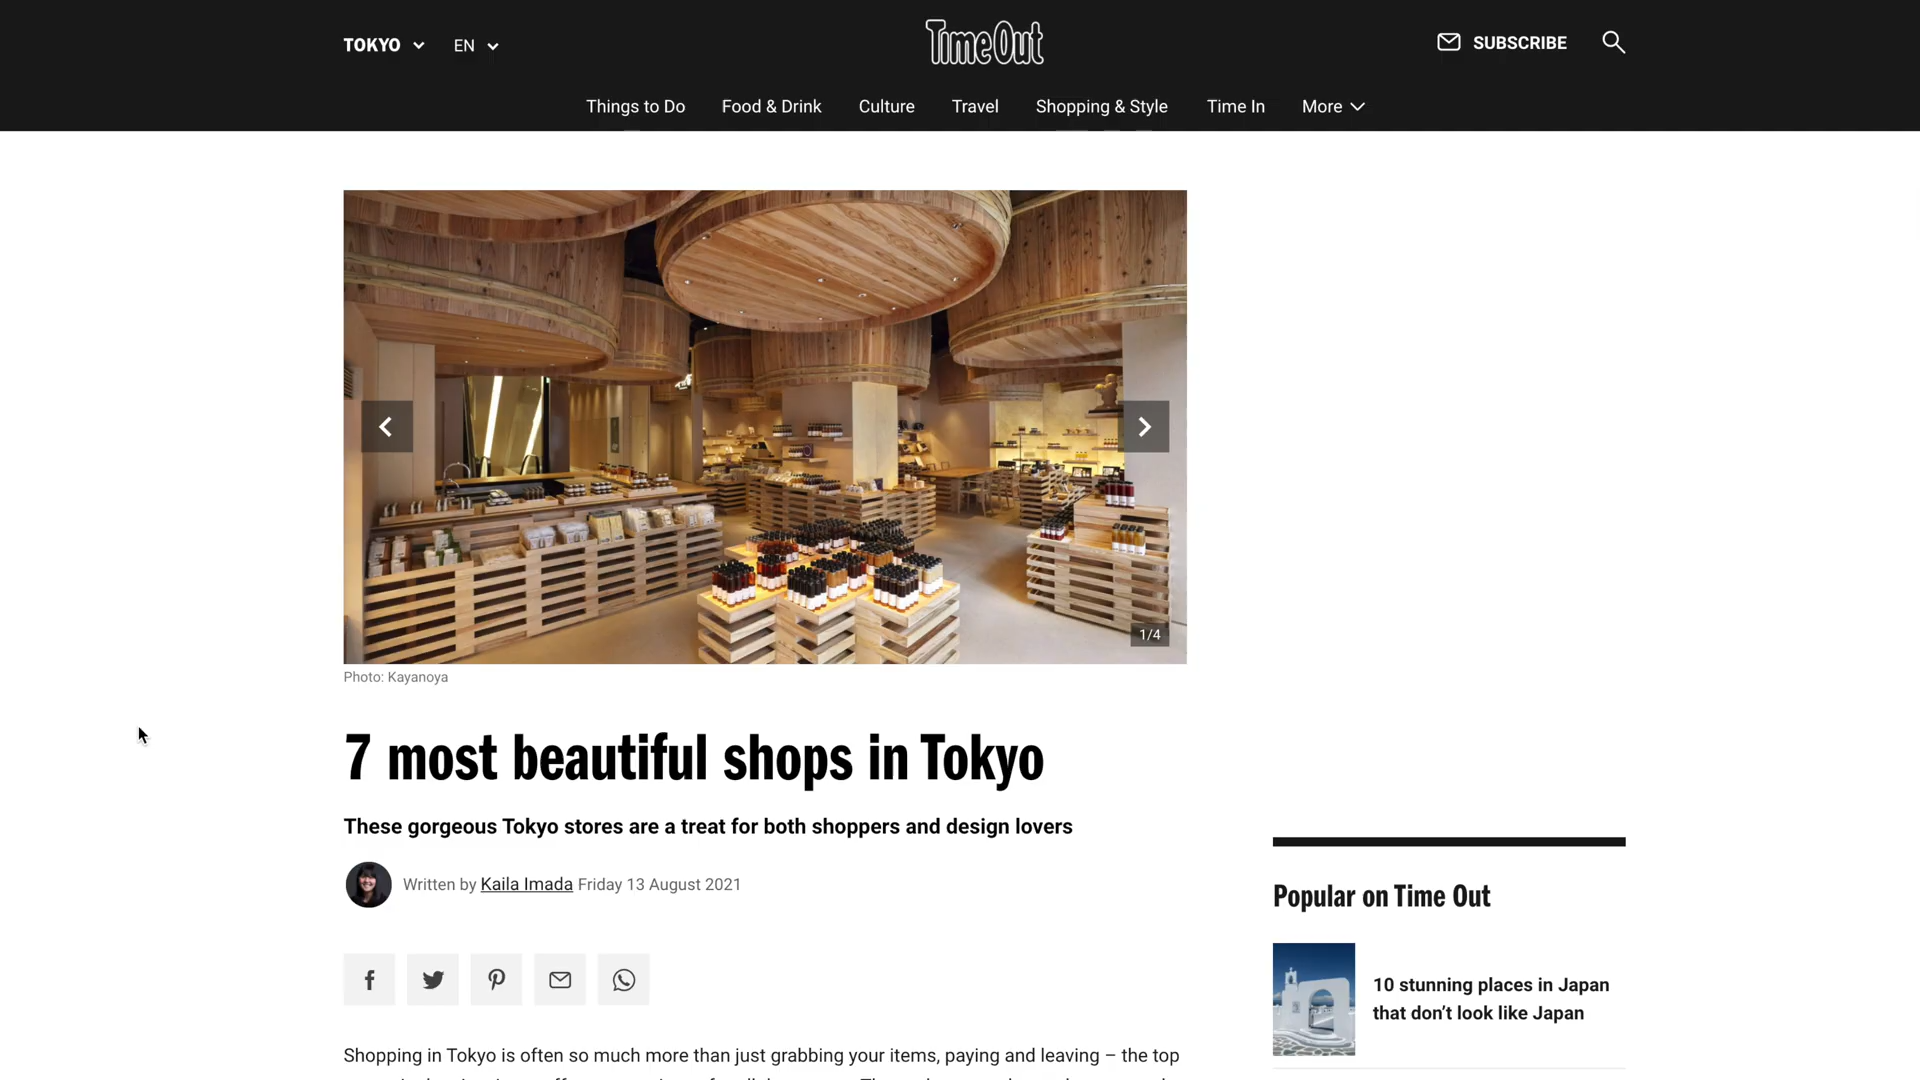 TOKYO
EN
TimeOut
SUBSCRIBE
Things to Do
Food & Drink
Culture
Travel
Shopping & Style
Time In
More
1/4
Photo: Kayanoya
7 most beautiful shops in Tokyo
These gorgeous Tokyo stores are a treat for both shoppers and design lovers
Written by Kaila Imada Friday 13 August 2021
Shopping in Tokyo is often so much more than just grabbing your items, paying and leaving – the top
Popular on Time Out
10 stunning places in Japan
that don't look like Japan